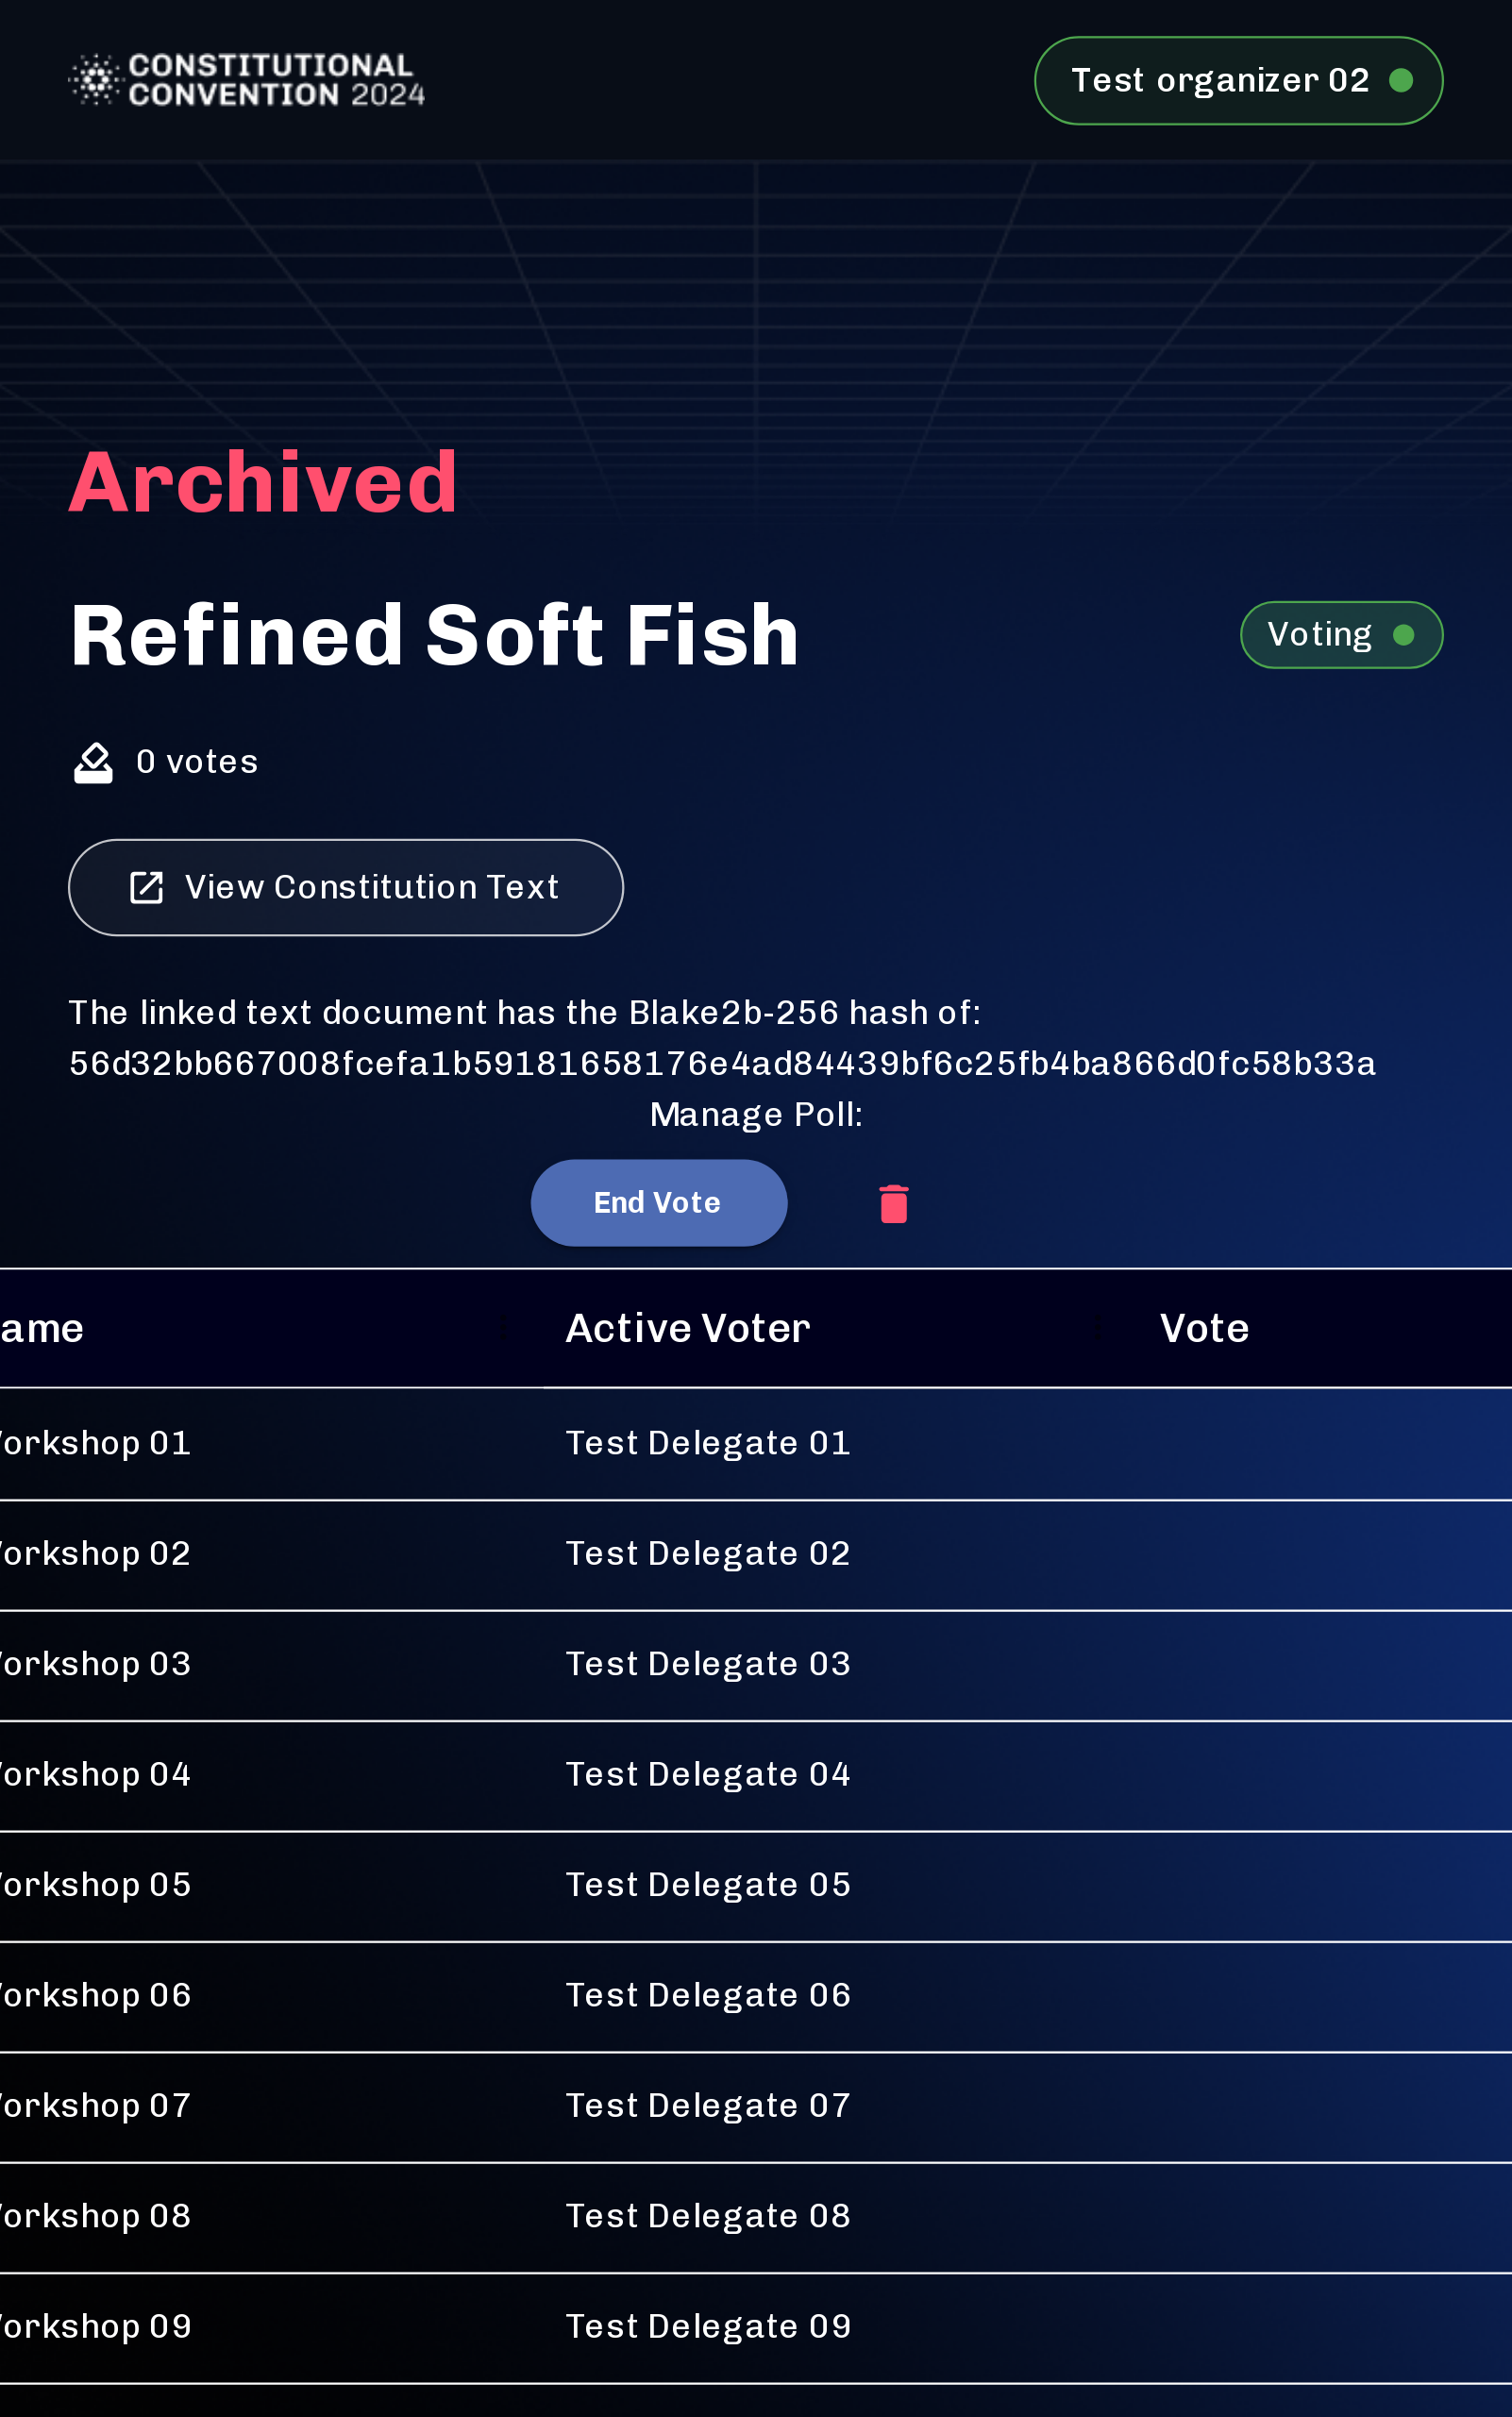 CONSTITUTIONAL
CONVENTION 2024
Test organizer 02
Archived
Refined Soft Fish
Voting
0 votes
View Constitution Text
The linked text document has the Blake2b-256 hash of:
56d32bb667008fcefa1b59181658176e4ad84439bf6c25fb4ba866d0fc58b33a
Manage Poll:
End Vote
ame Active Voter Vote
orkshop 01 Test Delegate 01
orkshop 02 Test Delegate 02
orkshop 03 Test Delegate 03
orkshop 04 Test Delegate 04
orkshop 05 Test Delegate 05
orkshop 06 Test Delegate 06
orkshop 07 Test Delegate 07
orkshop 08 Test Delegate 08
orkshop 09 Test Delegate 09